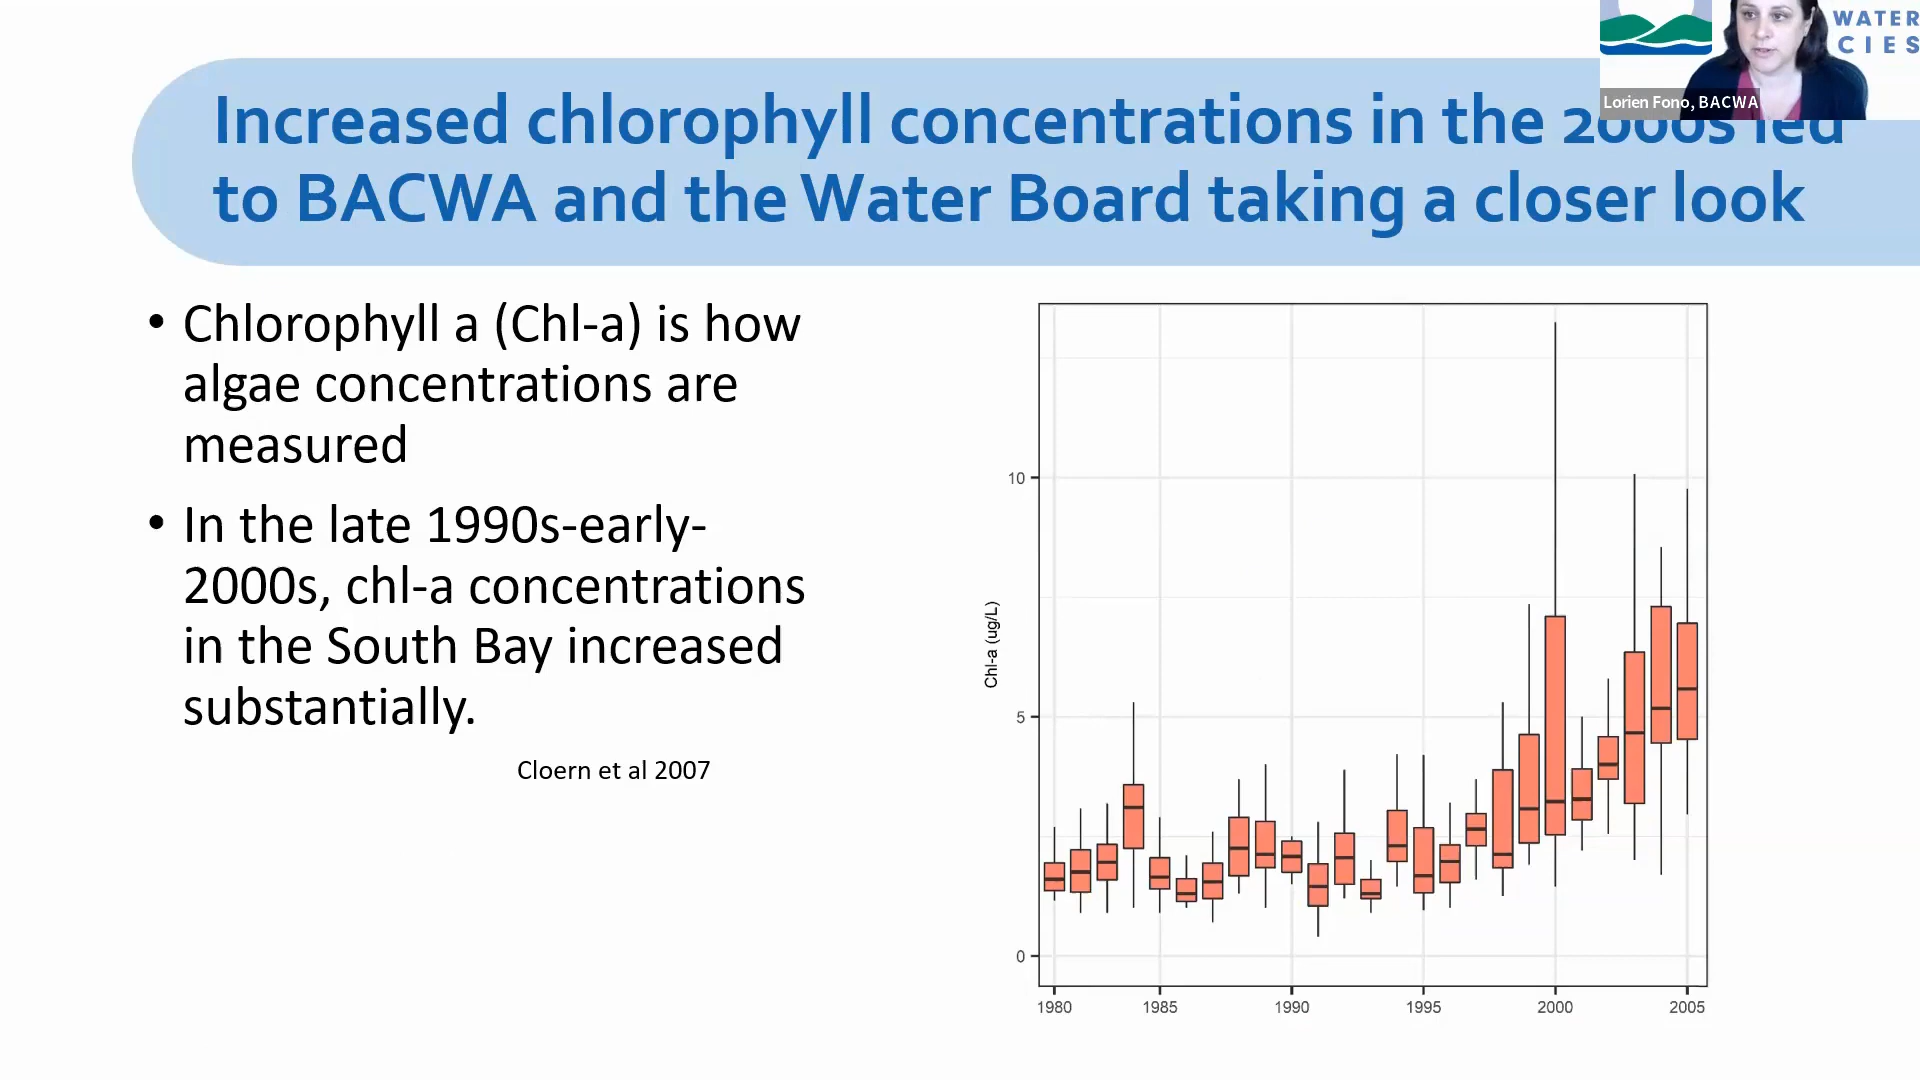 WATER
CIES
Lorien Fono, BACWA
Increased chlorophyll concentrations in the 2000s led
to BACWA and the Water Board taking a closer look
• Chlorophyll a (Chl-a) is how
algae concentrations are
measured
• In the late 1990s-early-
2000s, chl-a concentrations
in the South Bay increased
substantially.
Cloern et al 2007
Chl-a (ug/L)
10
5
0
1980 1985 1990 1995 2000 2005